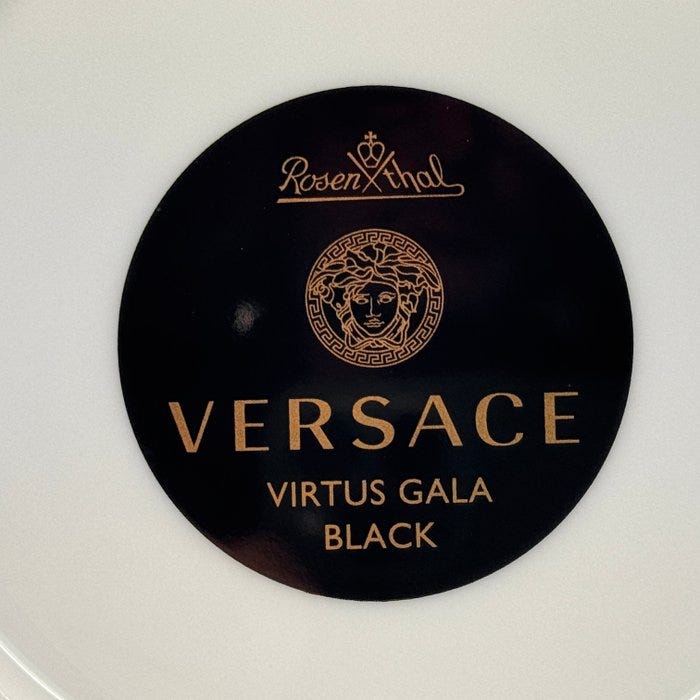 Rosenthal
VERSACE
VIRTUS GALA
BLACK